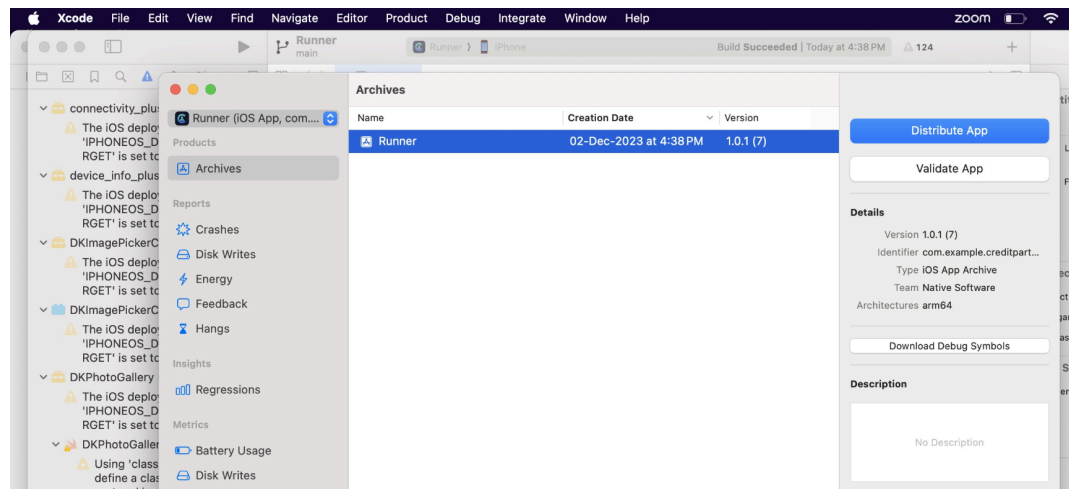 Xcode File Edit View Find Navigate Editor Product Debug Integrate Window Help zoom
Runner
main
Runner 〉 iPhone
Build Succeeded | Today at 4:38 PM
124
connectivity_plu
The iOS deploy
'IPHONEOS_D
RGET' is set to
device_info_plus
The iOS deploy
'IPHONEOS_D
RGET' is set to
DKImagePickerC
The iOS deploy
'IPHONEOS_D
RGET' is set to
DKImagePickerC
The iOS deploy
'IPHONEOS_D
RGET' is set to
DKPhotoGallery
The iOS deploy
'IPHONEOS_D
RGET' is set to
DKPhotoGaller
Using 'class
define a clas
Runner (iOS App, com....
Products
Archives
Reports
Crashes
Disk Writes
Energy
Feedback
Hangs
Insights
Regressions
Metrics
Battery Usage
Disk Writes
Archives
Name Creation Date Version
Runner 02-Dec-2023 at 4:38 PM 1.0.1 (7)
Distribute App
Validate App
Details
Version 1.0.1 (7)
Identifier com.example.creditpart...
Type iOS App Archive
Team Native Software
Architectures arm64
Download Debug Symbols
Description
No Description